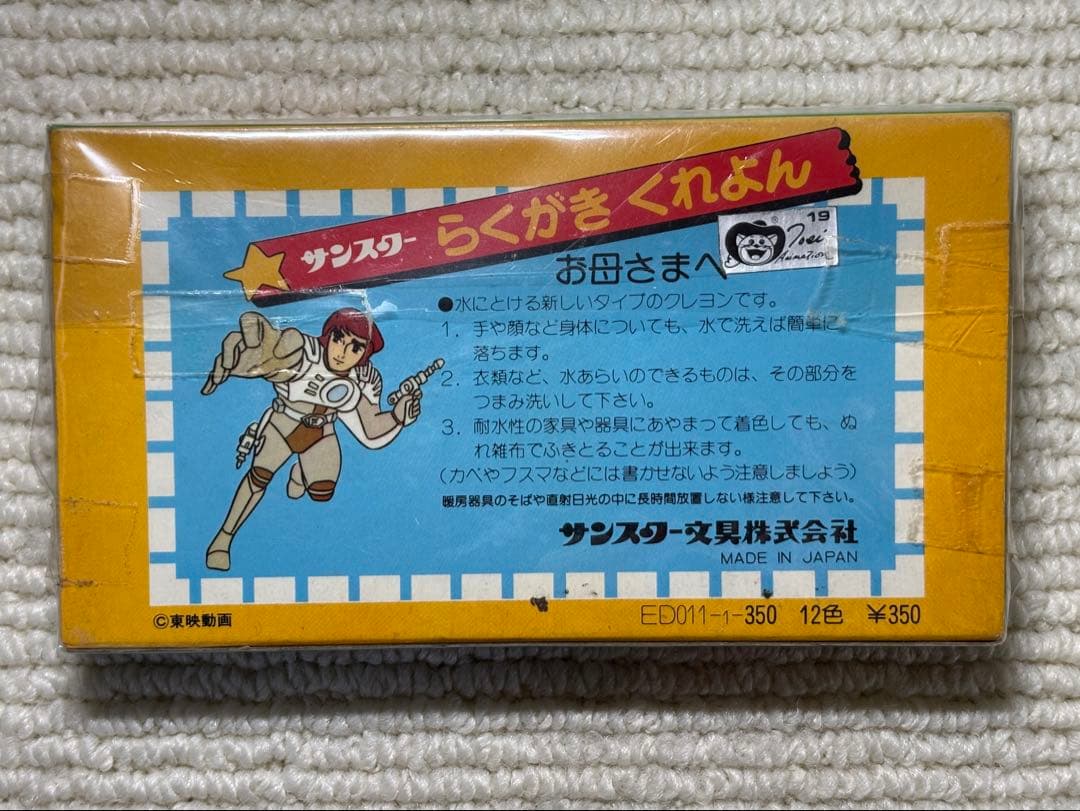 サンスター らくがき くれよん
19
Toei
Animation
お母さまへ
●水にとける新しいタイプのクレヨンです。
1. 手や顔など身体についても、水で洗えば簡単に
落ちます。
2. 衣類など、水あらいのできるものは、その部分を
つまみ洗いして下さい。
3. 耐水性の家具や器具にあやまって着色しても、ぬ
れ雑布でふきとることが出来ます。
(カベやフスマなどには書かせないよう注意しましょう)
暖房器具のそばや直射日光の中に長時間放置しない様注意して下さい。
サンスター文具株式会社
MADE IN JAPAN
©東映動画
ED011-1-350 12色 ¥350